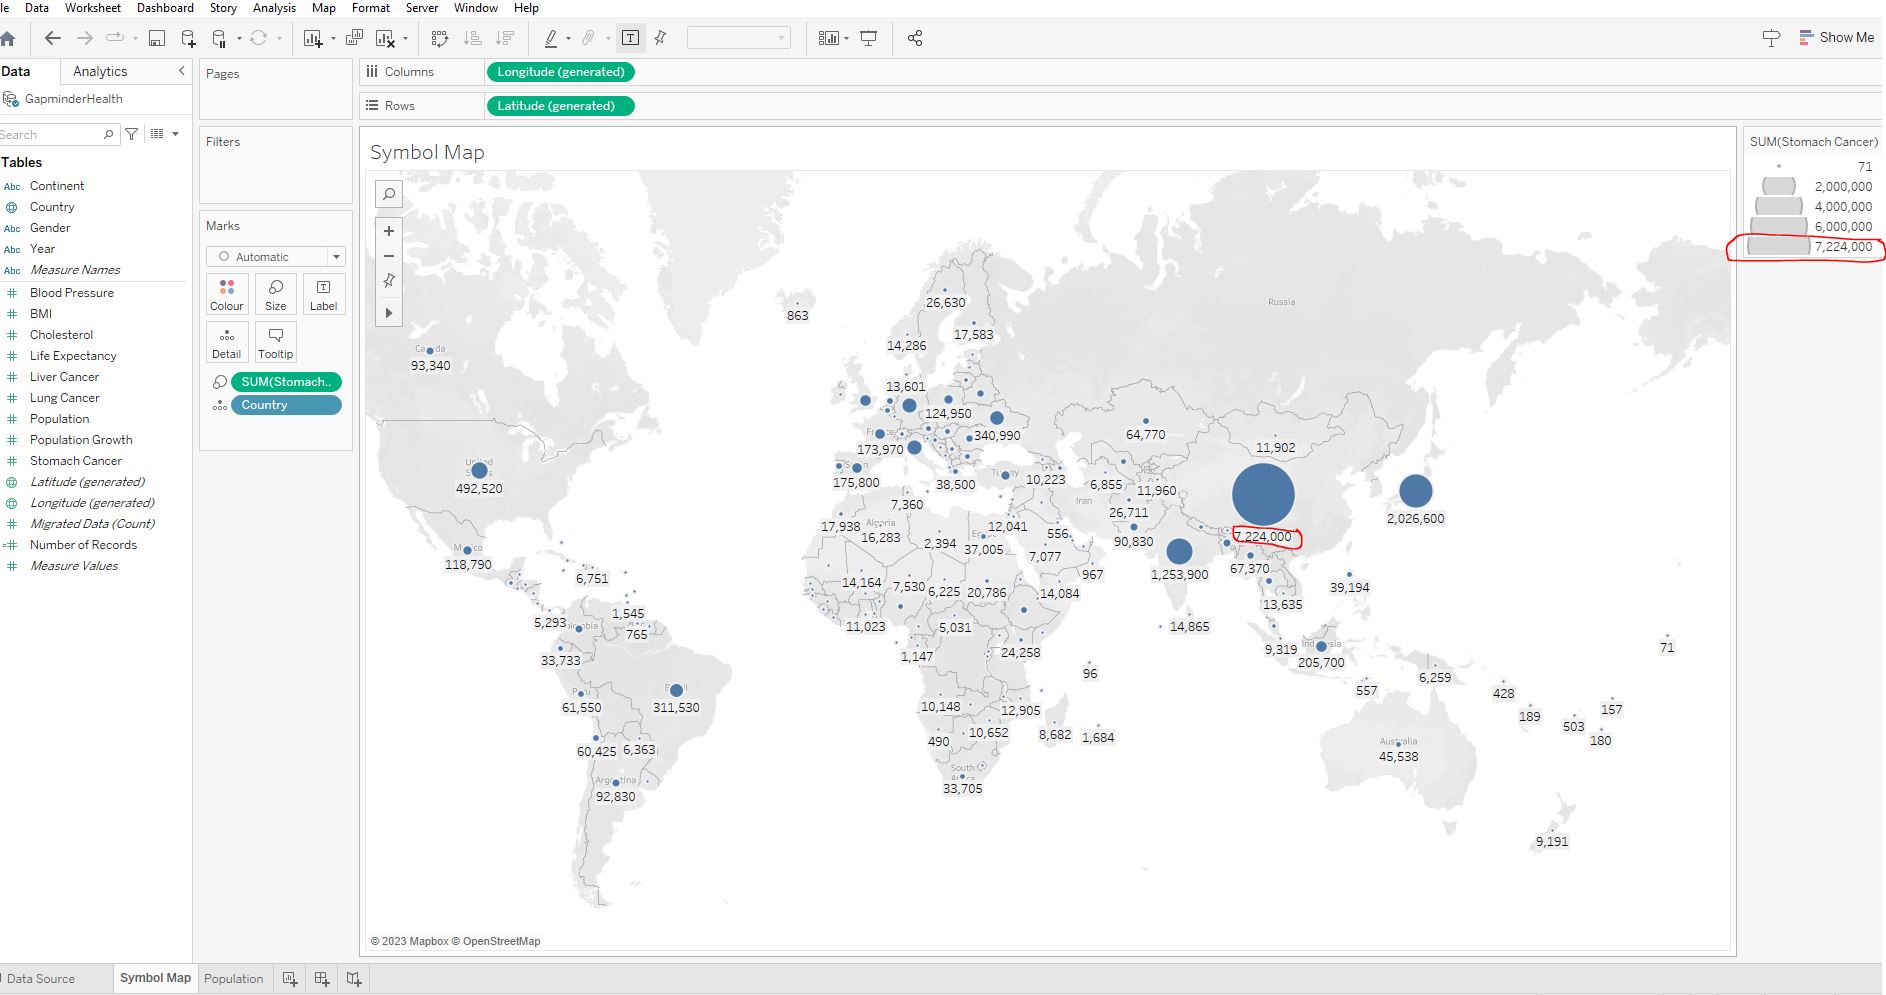 le Data Worksheet Dashboard Story Analysis Map Format Server Window Help
Show Me
Data Analytics
GapminderHealth
Search
Tables
Abc Continent
Country
Abc Gender
Abc Year
Abc Measure Names
Blood Pressure
BMI
Cholesterol
Life Expectancy
Liver Cancer
Lung Cancer
Population
Population Growth
Stomach Cancer
Latitude (generated)
Longitude (generated)
Migrated Data (Count)
Number of Records
Measure Values
Pages
Filters
Marks
Automatic
Colour Size Label
Detail Tooltip
SUM(Stomach..
Country
Columns Longitude (generated)
Rows Latitude (generated)
Symbol Map
SUM(Stomach Cancer)
71
2,000,000
4,000,000
6,000,000
7,224,000
Russia
26,630
863
17,583
14,286
93,340
13,601
124,950
64,770
340,990
173,970
11,902
492,520
175,800
38,500
10,223
6,855
11,960
Iran
7,360
26,711
2,026,600
17,938
Algeria
12,041
556
16,283
2,394
37,005
90,830
7,224,000
7,077
118,790
967
1,253,900
67,370
6,751
14,164
7,530
6,225
20,786
14,084
39,194
13,635
1,545
5,293
765
11,023
5,031
14,865
33,733
1,147
24,258
9,319
205,700
71
96
6,259
557
428
61,550
311,530
10,148
12,905
157
189
503
180
60,425
6,363
490
10,652
8,682
1,684
Australia
45,538
South
33,705
92,830
9,191
© 2023 Mapbox © OpenStreetMap
Data Source Symbol Map Population